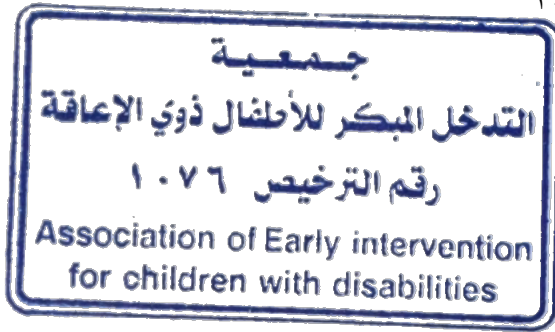 جمعية
التدخل المبكر للأطفال ذوي الإعاقة
رقم الترخيص ١٠٧٦
Association of Early intervention
for children with disabilities